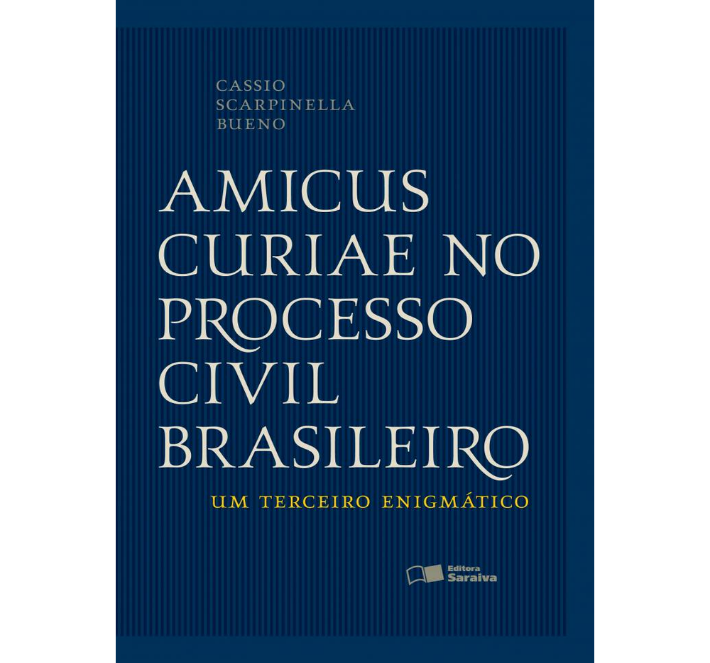 CASSIO
SCARPINELLA
BUENO
AMICUS
CURIAE NO
PROCESSO
CIVIL
BRASILEIRO
UM TERCEIRO ENIGMÁTICO
Editora
Saraiva